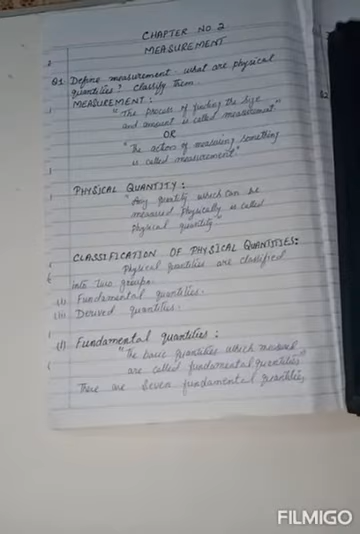 CHAPTER NO 2
MEASUREMENT
Q1 Define measurement. what are physical
quantities? classify them.
MEASUREMENT:
"The process of finding the size
and amount is called measurement"
OR
"The action of measuring something
is called measurement"
PHYSICAL QUANTITY:
"Any quantity which can be
measured physically is called
physical quantity"
CLASSIFICATION OF PHYSICAL QUANTITIES:
Physical quantities are classified
into two groups.
(i) Fundamental quantities.
(ii) Derived quantities.
(i) Fundamental quantities:
"The basic quantities which measured
are called fundamental quantities"
There are seven fundamental quantities,
Q2
FILMIGO